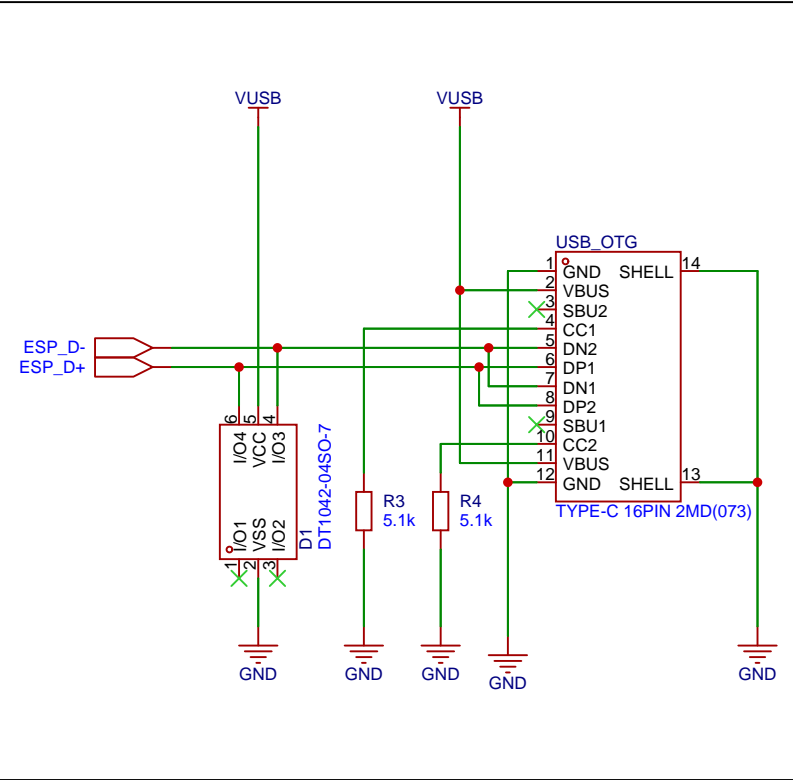 VUSB
VUSB
USB_OTG
1
GND
SHELL
14
2
VBUS
3
SBU2
4
CC1
ESP_D-
5
DN2
ESP_D+
6
DP1
7
DN1
8
DP2
9
SBU1
10
CC2
11
VBUS
12
GND
SHELL
13
TYPE-C 16PIN 2MD(073)
6
5
4
I/O4
VCC
I/O3
I/O1
VSS
I/O2
1
2
3
D1
DT1042-04SO-7
R3
5.1k
R4
5.1k
GND
GND
GND
GND
GND